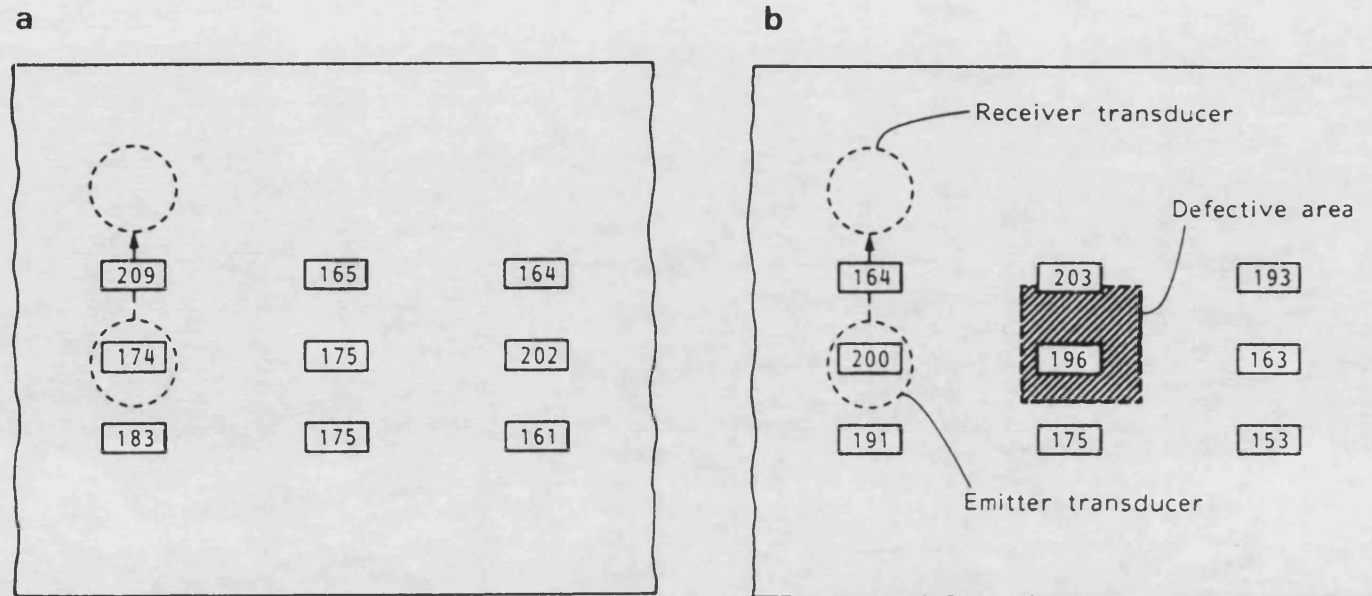 a
209 165 164
174 175 202
183 175 161
b
Receiver transducer
Defective area
164 203 193
200 196 163
191 175 153
Emitter transducer